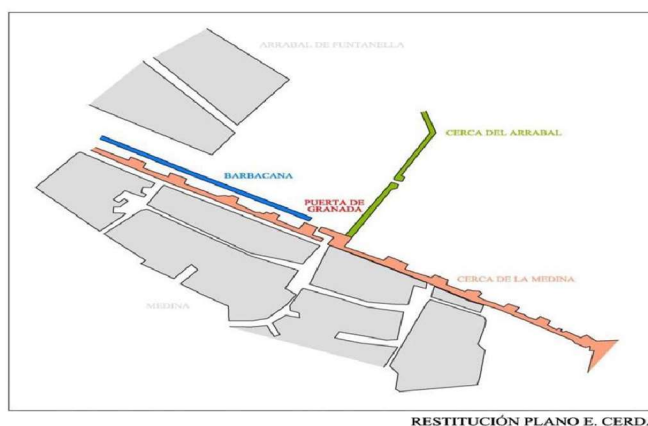 ARRABAL DE FUNTANELLA
CERCA DEL ARRABAL
BARBACANA
PUERTA DE
GRANADA
CERCA DE LA MEDINA
MEDINA
RESTITUCIÓN PLANO E. CERDÁ